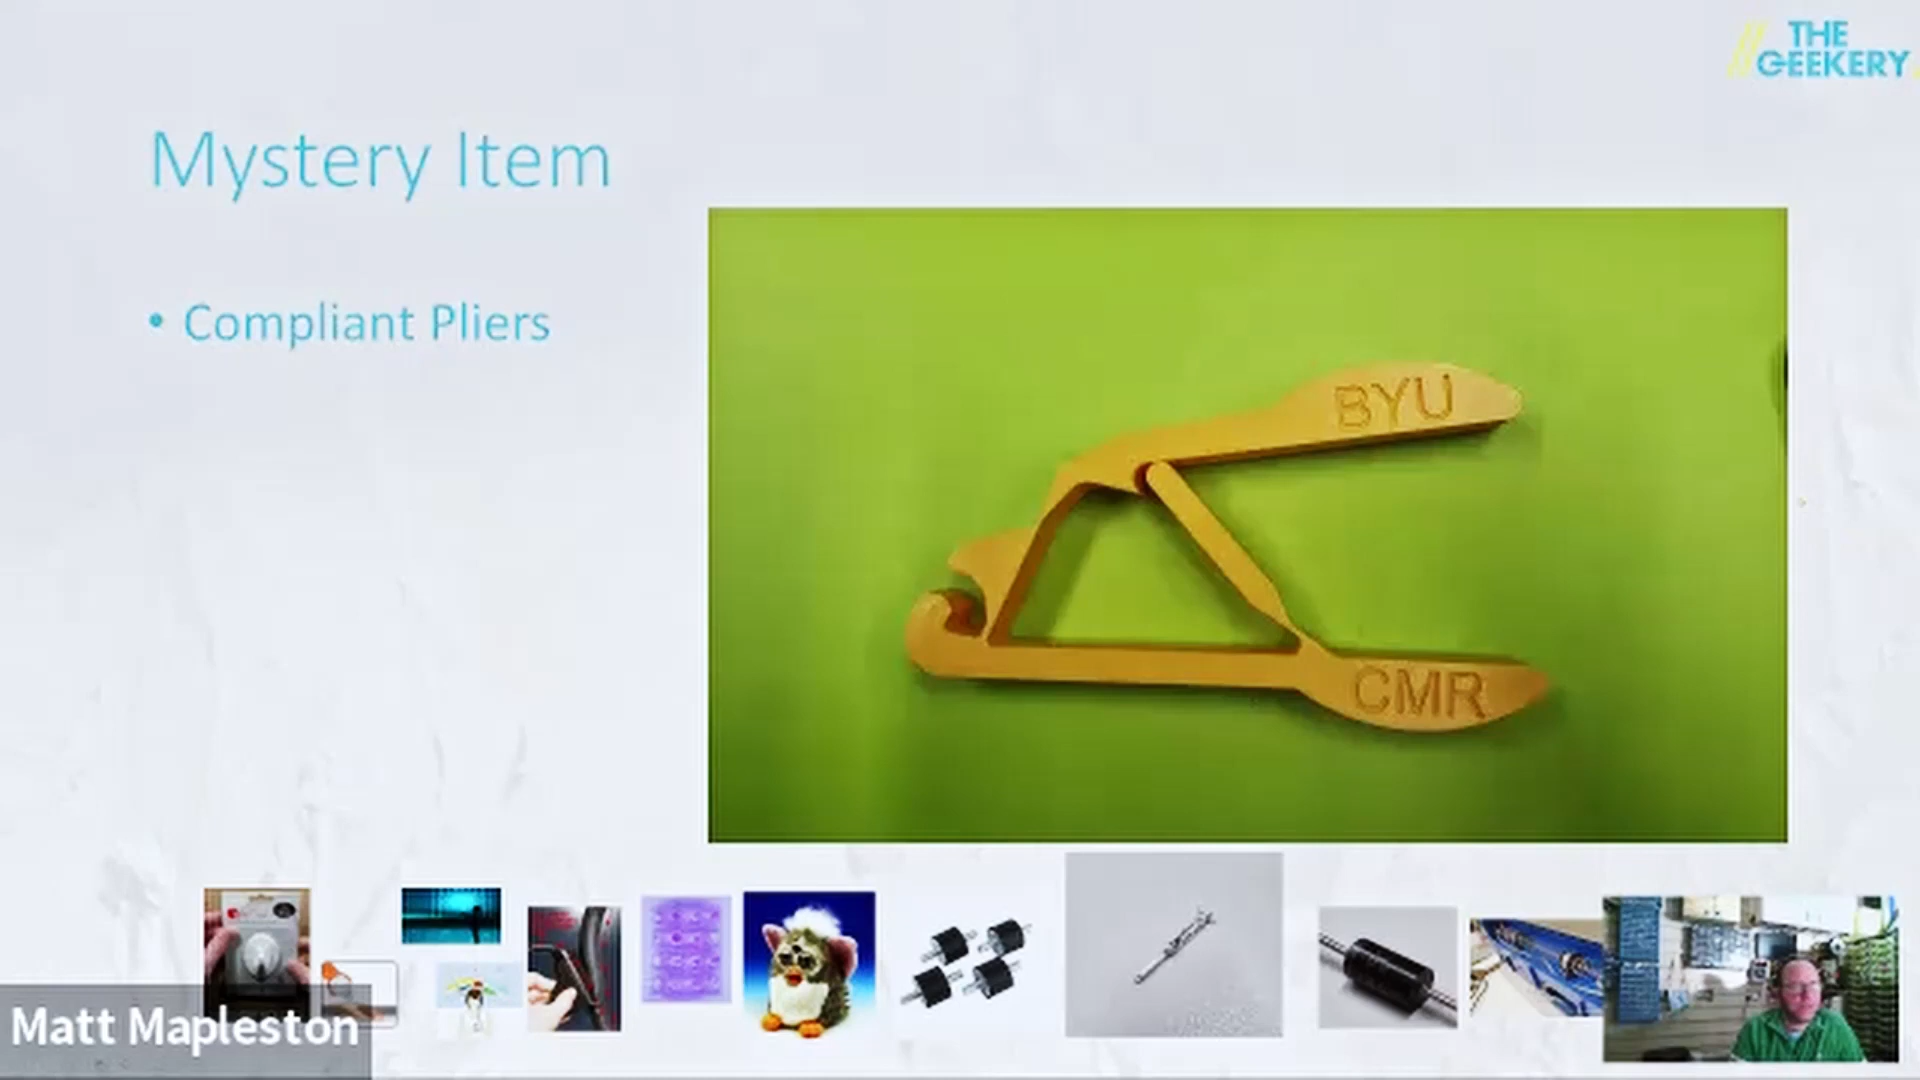 THE
GEEKERY
Mystery Item
• Compliant Pliers
BYU
CMR
Matt Mapleston